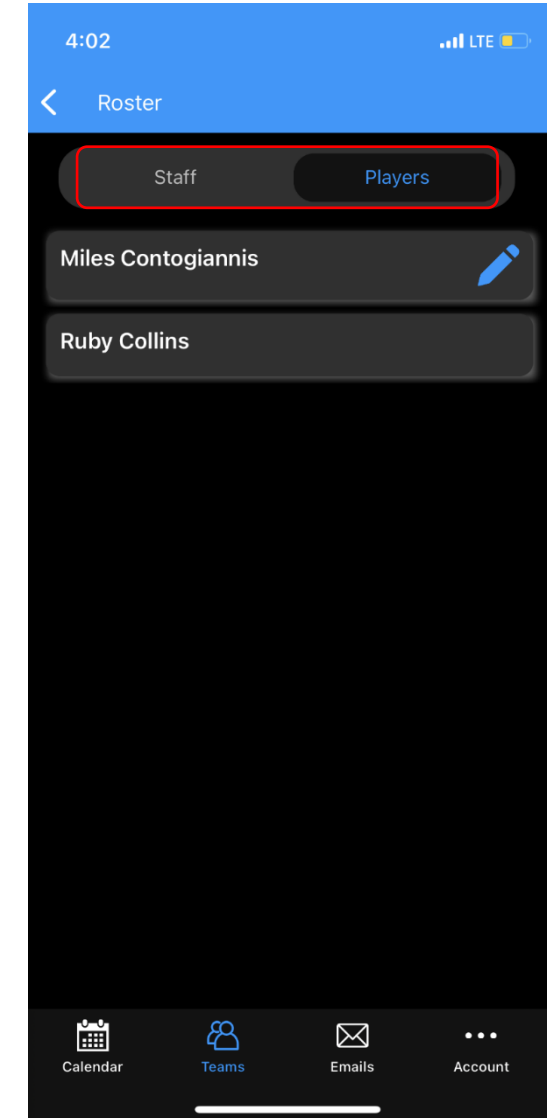 4:02 LTE
Roster
Staff Players
Miles Contogiannis
Ruby Collins
Calendar Teams Emails Account